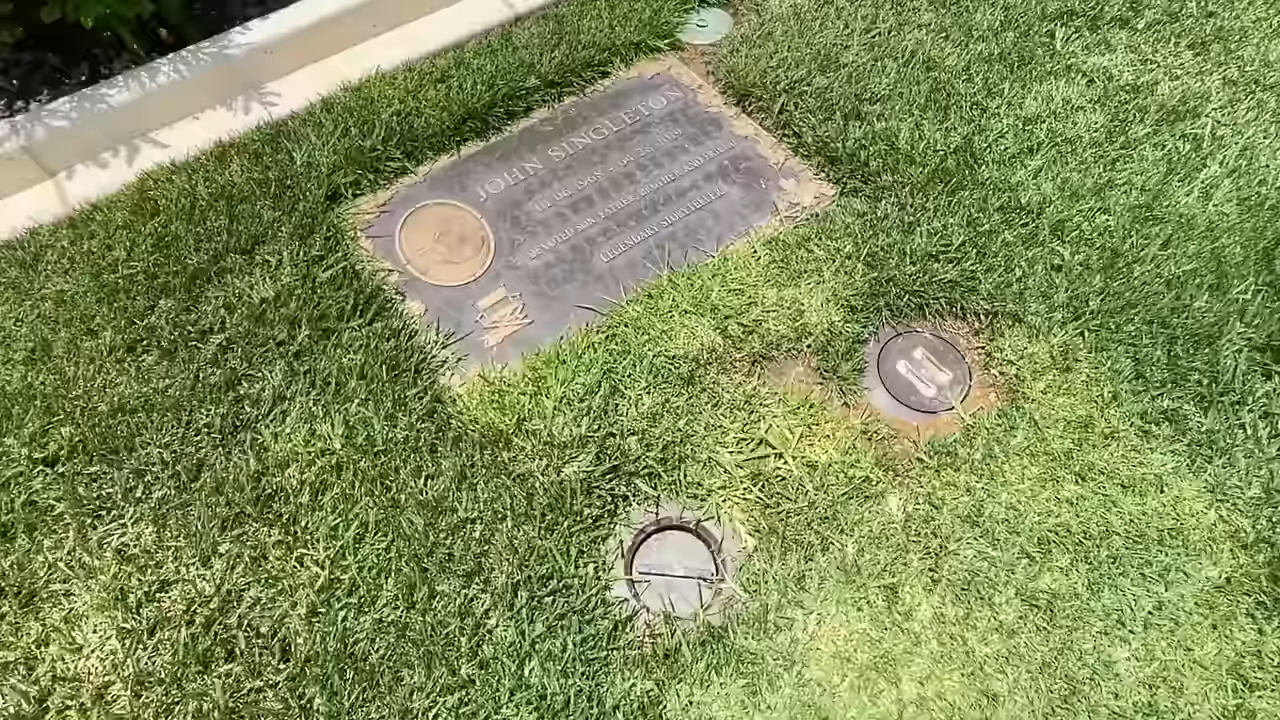 JOHN SINGLETON
01 06 1968 - 04 28 2019
DEVOTED SON, FATHER, BROTHER AND FRIEND
LEGENDARY STORYTELLER